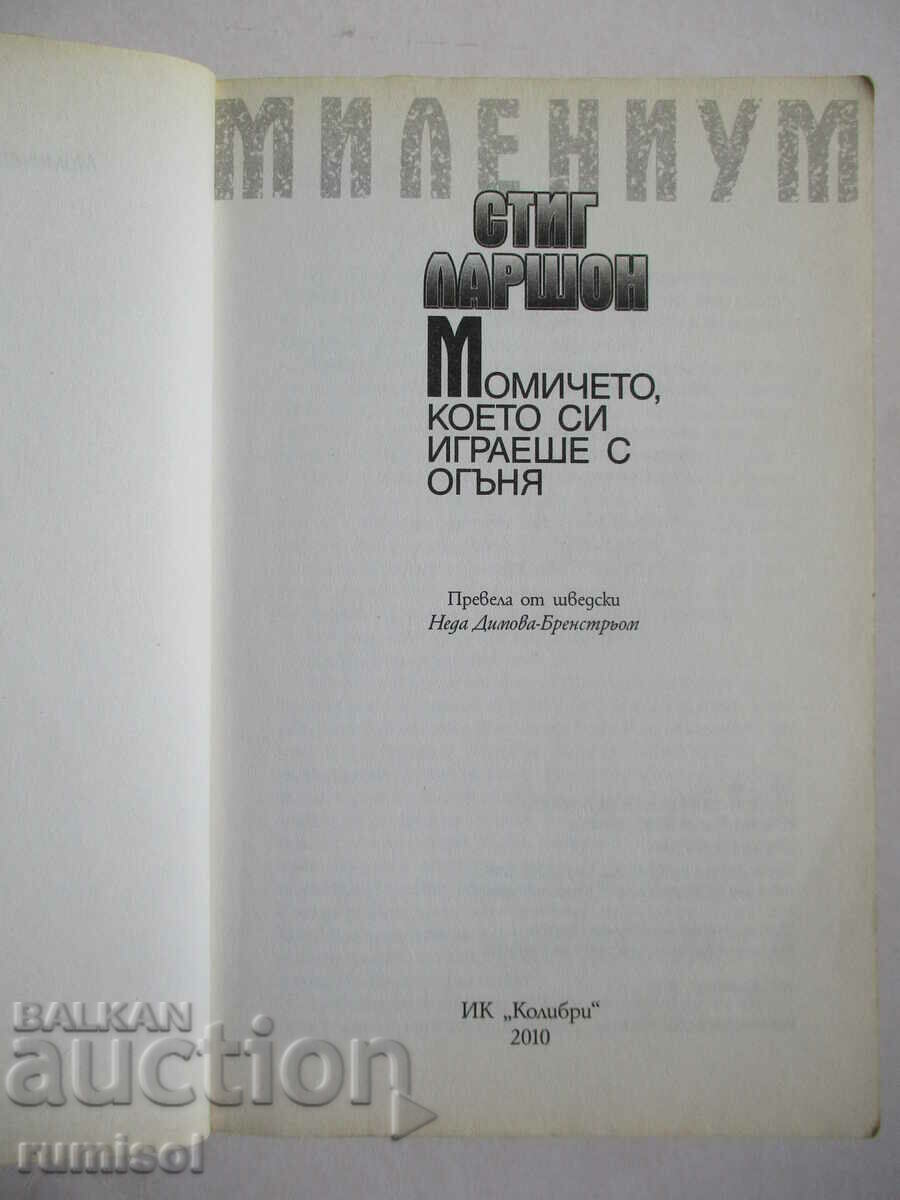 МИЛЕНИУМ
СТИГ
ЛАРШОН
МОМИЧЕТО,
КОЕТО СИ
ИГРАЕШЕ С
ОГЪНЯ
Превела от шведски
Неда Димова-Бренстрьом
ИК „Колибри“
2010
BALKAN
auction
rumisol